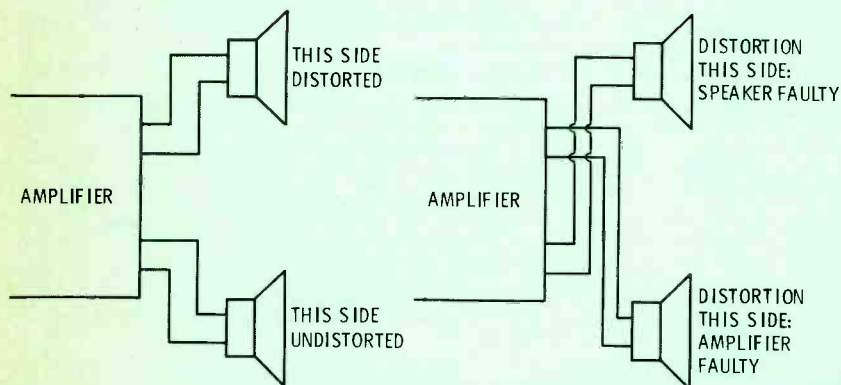 THIS SIDE
DISTORTED
AMPLIFIER
THIS SIDE
UNDISTORTED
DISTORTION
THIS SIDE:
SPEAKER FAULTY
AMPLIFIER
DISTORTION
THIS SIDE:
AMPLIFIER
FAULTY